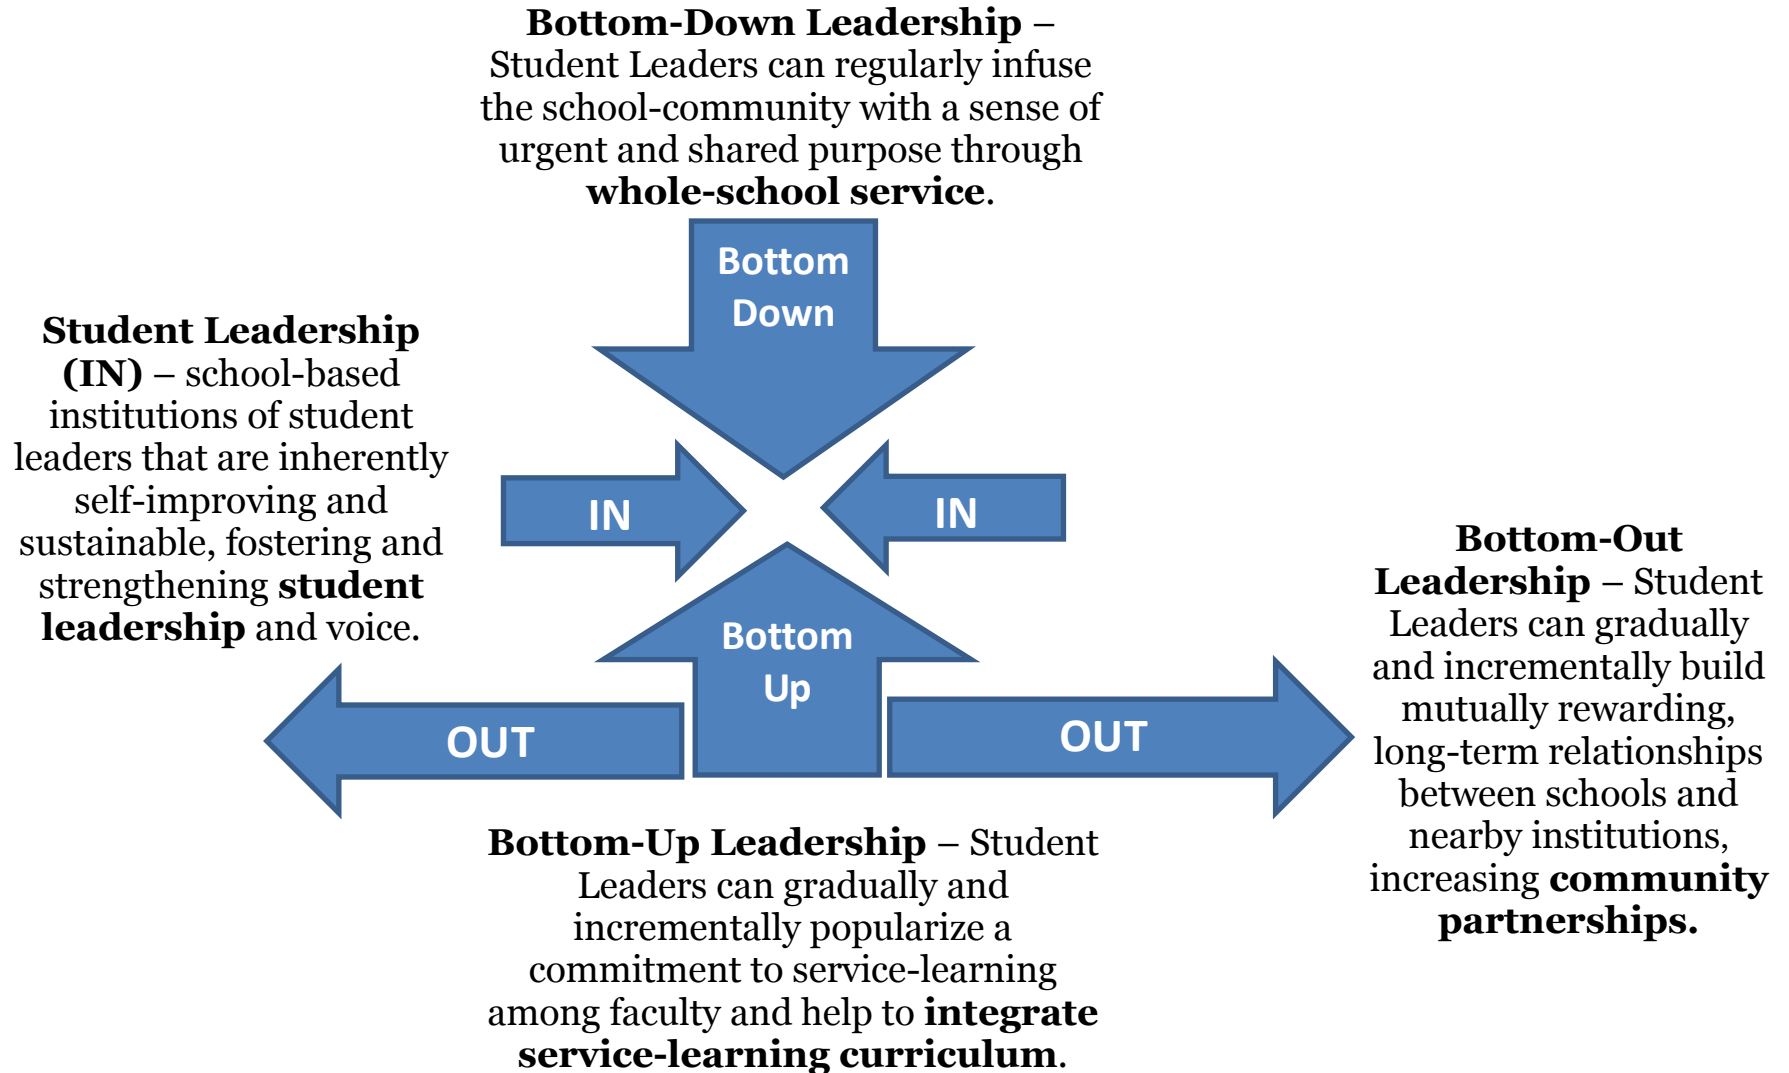 Bottom-Down Leadership –
Student Leaders can regularly infuse
the school-community with a sense of
urgent and shared purpose through
whole-school service.
Bottom
Down
Student Leadership
(IN) – school-based
institutions of student
leaders that are inherently
self-improving and
sustainable, fostering and
strengthening student
leadership and voice.
IN
IN
Bottom
Up
OUT
OUT
Bottom-Out
Leadership – Student
Leaders can gradually
and incrementally build
mutually rewarding,
long-term relationships
between schools and
nearby institutions,
increasing community
partnerships.
Bottom-Up Leadership – Student
Leaders can gradually and
incrementally popularize a
commitment to service-learning
among faculty and help to integrate
service-learning curriculum.